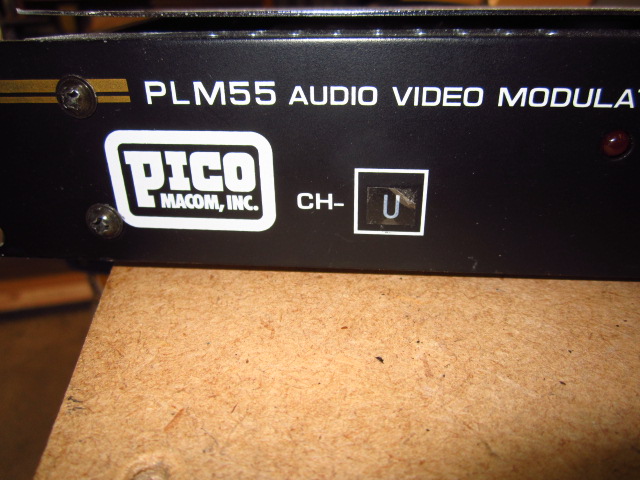 PLM55 AUDIO VIDEO MODULAT
PICO
MACOM, INC.
CH-
U